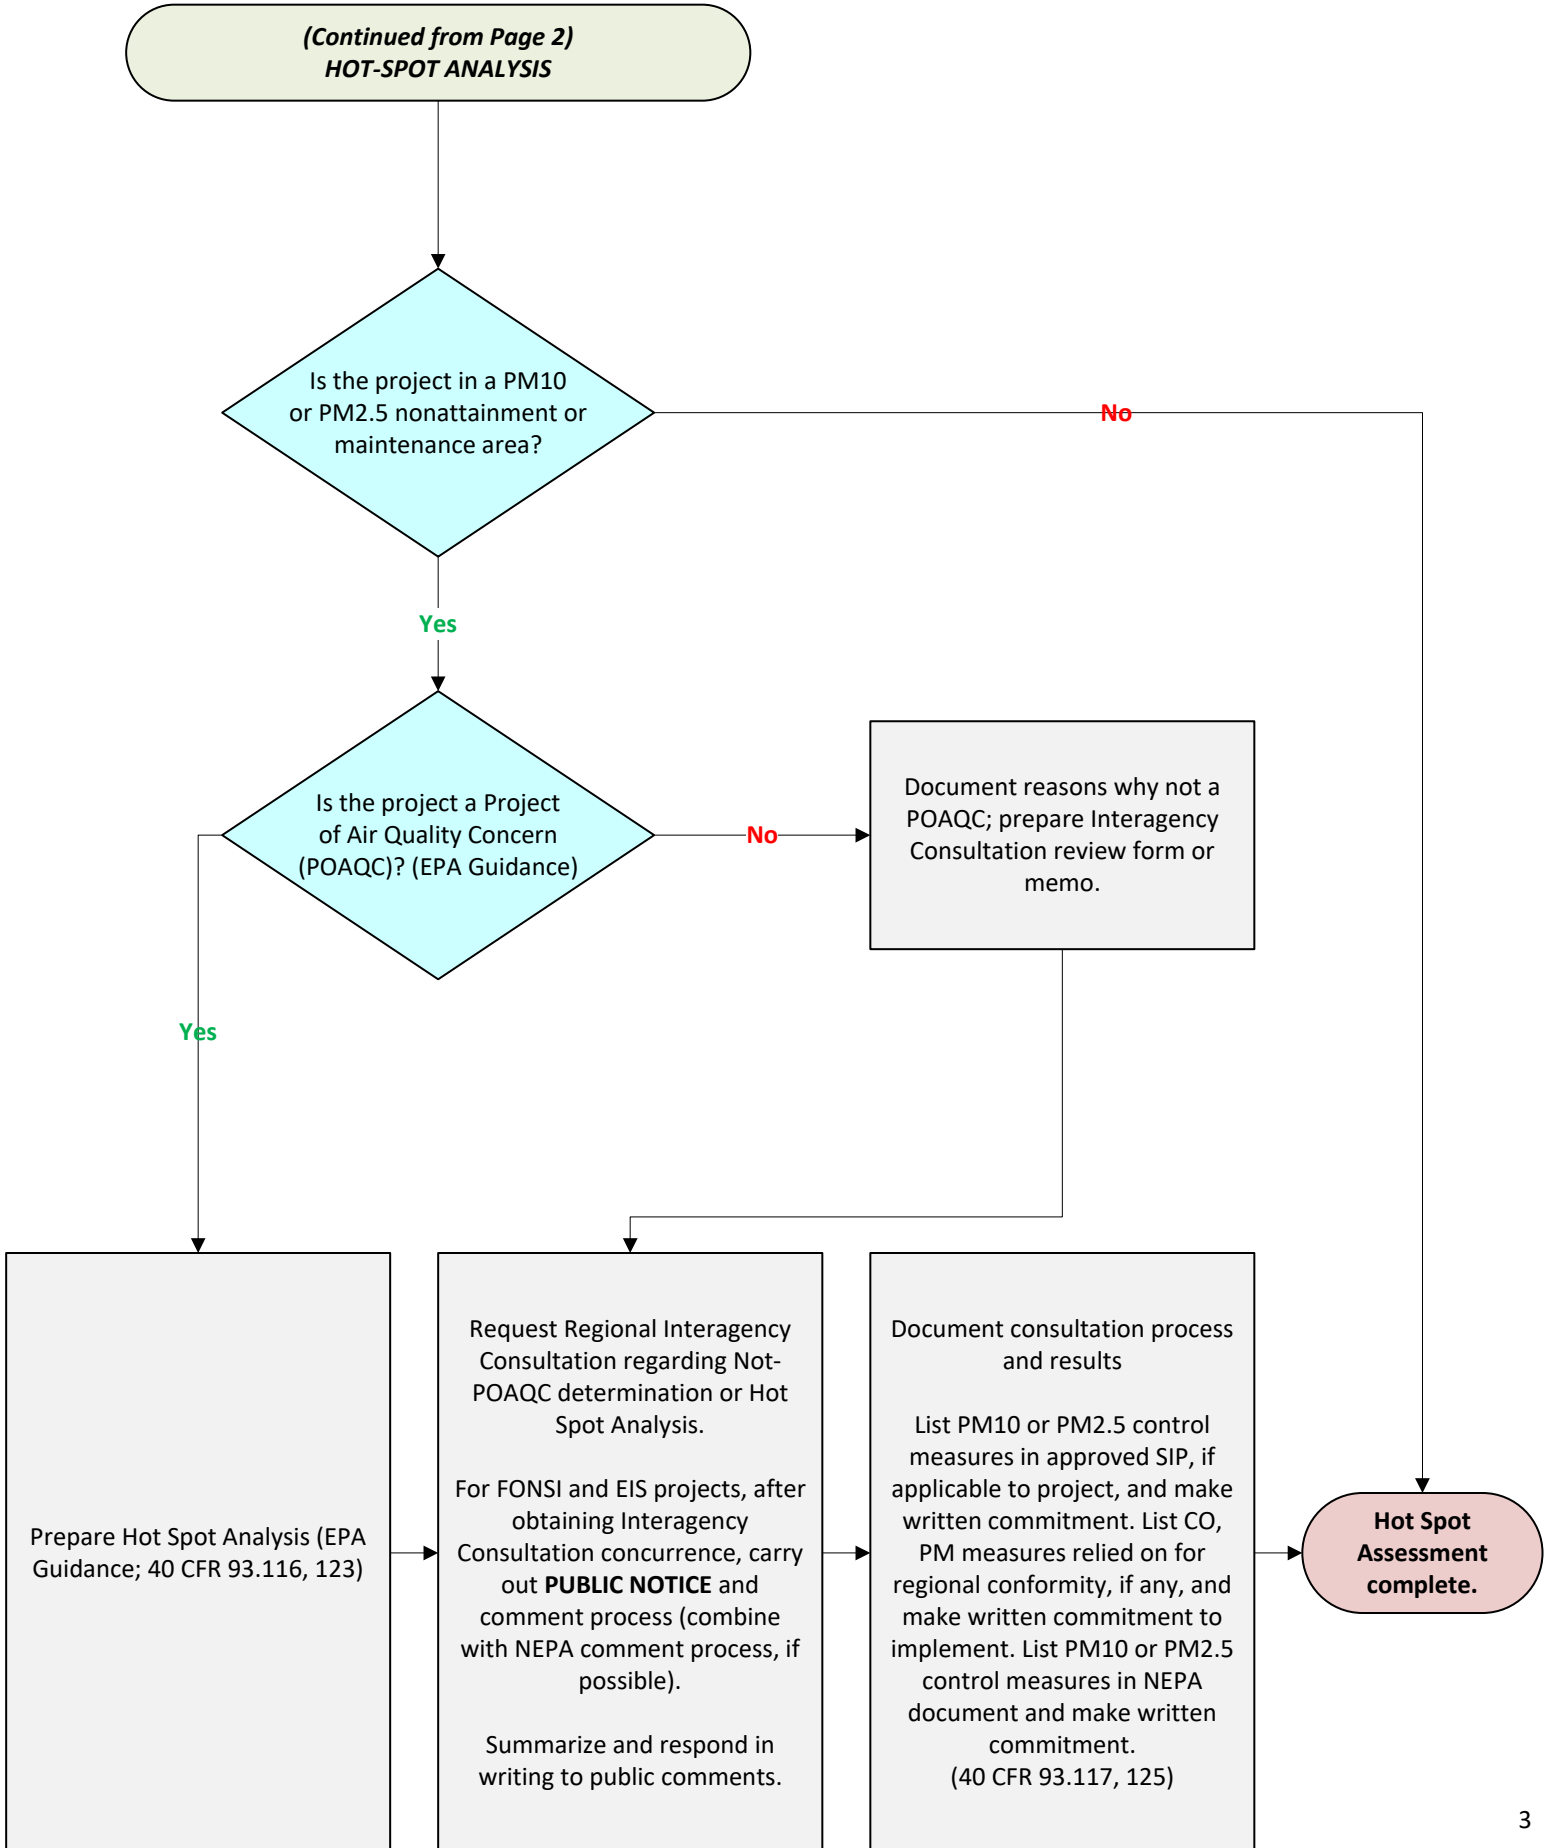 (Continued from Page 2)
HOT-SPOT ANALYSIS
Is the project in a PM10
or PM2.5 nonattainment or
maintenance area?
No
Yes
Is the project a Project
of Air Quality Concern
(POAQC)? (EPA Guidance)
No
Document reasons why not a
POAQC; prepare Interagency
Consultation review form or
memo.
Yes
Prepare Hot Spot Analysis (EPA
Guidance; 40 CFR 93.116, 123)
Request Regional Interagency
Consultation regarding Not-
POAQC determination or Hot
Spot Analysis.
For FONSI and EIS projects, after
obtaining Interagency
Consultation concurrence, carry
out PUBLIC NOTICE and
comment process (combine
with NEPA comment process, if
possible).
Summarize and respond in
writing to public comments.
Document consultation process
and results
List PM10 or PM2.5 control
measures in approved SIP, if
applicable to project, and make
written commitment. List CO,
PM measures relied on for
regional conformity, if any, and
make written commitment to
implement. List PM10 or PM2.5
control measures in NEPA
document and make written
commitment.
(40 CFR 93.117, 125)
Hot Spot
Assessment
complete.
3